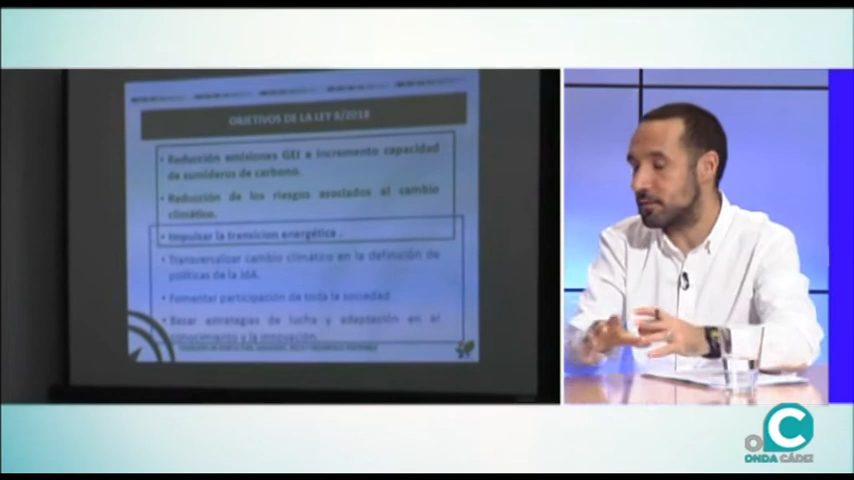 OBJETIVOS DE LA LEY 8/2018
• Reducción emisiones GEI e incremento capacidad
de sumideros de carbono.
• Reducción de los riesgos asociados al cambio
climático.
• Impulsar la transicion energética .
• Transversalizar cambio climático en la definición de
políticas de la JdA.
• Fomentar participación de toda la sociedad
• Basar estrategias de lucha y adaptación en el
conocimiento y la innovación.
ONDA CÁDIZ